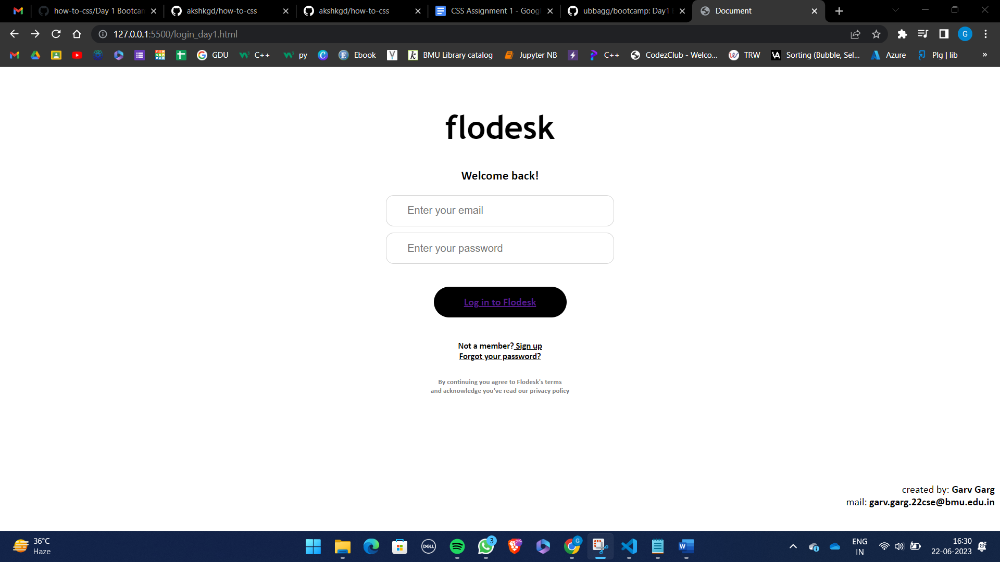 how-to-css/Day 1 Bootcam
akshkgd/how-to-css
akshkgd/how-to-css
CSS Assignment 1 - Goog
ubbagg/bootcamp: Day1
Document
127.0.0.1:5500/login_day1.html
G
GDU
C++
py
Ebook
BMU Library catalog
Jupyter NB
C++
CodezClub - Welco...
TRW
Sorting (Bubble, Sel...
Azure
Plg | lib
»
flodesk
Welcome back!
Enter your email
Enter your password
Log in to Flodesk
Not a member? Sign up
Forgot your password?
By continuing you agree to Flodesk's terms
and acknowledge you've read our privacy policy
created by: Garv Garg
mail: garv.garg.22cse@bmu.edu.in
36°C
Haze
DELL
3
G
W
ENG
IN
16:30
22-06-2023